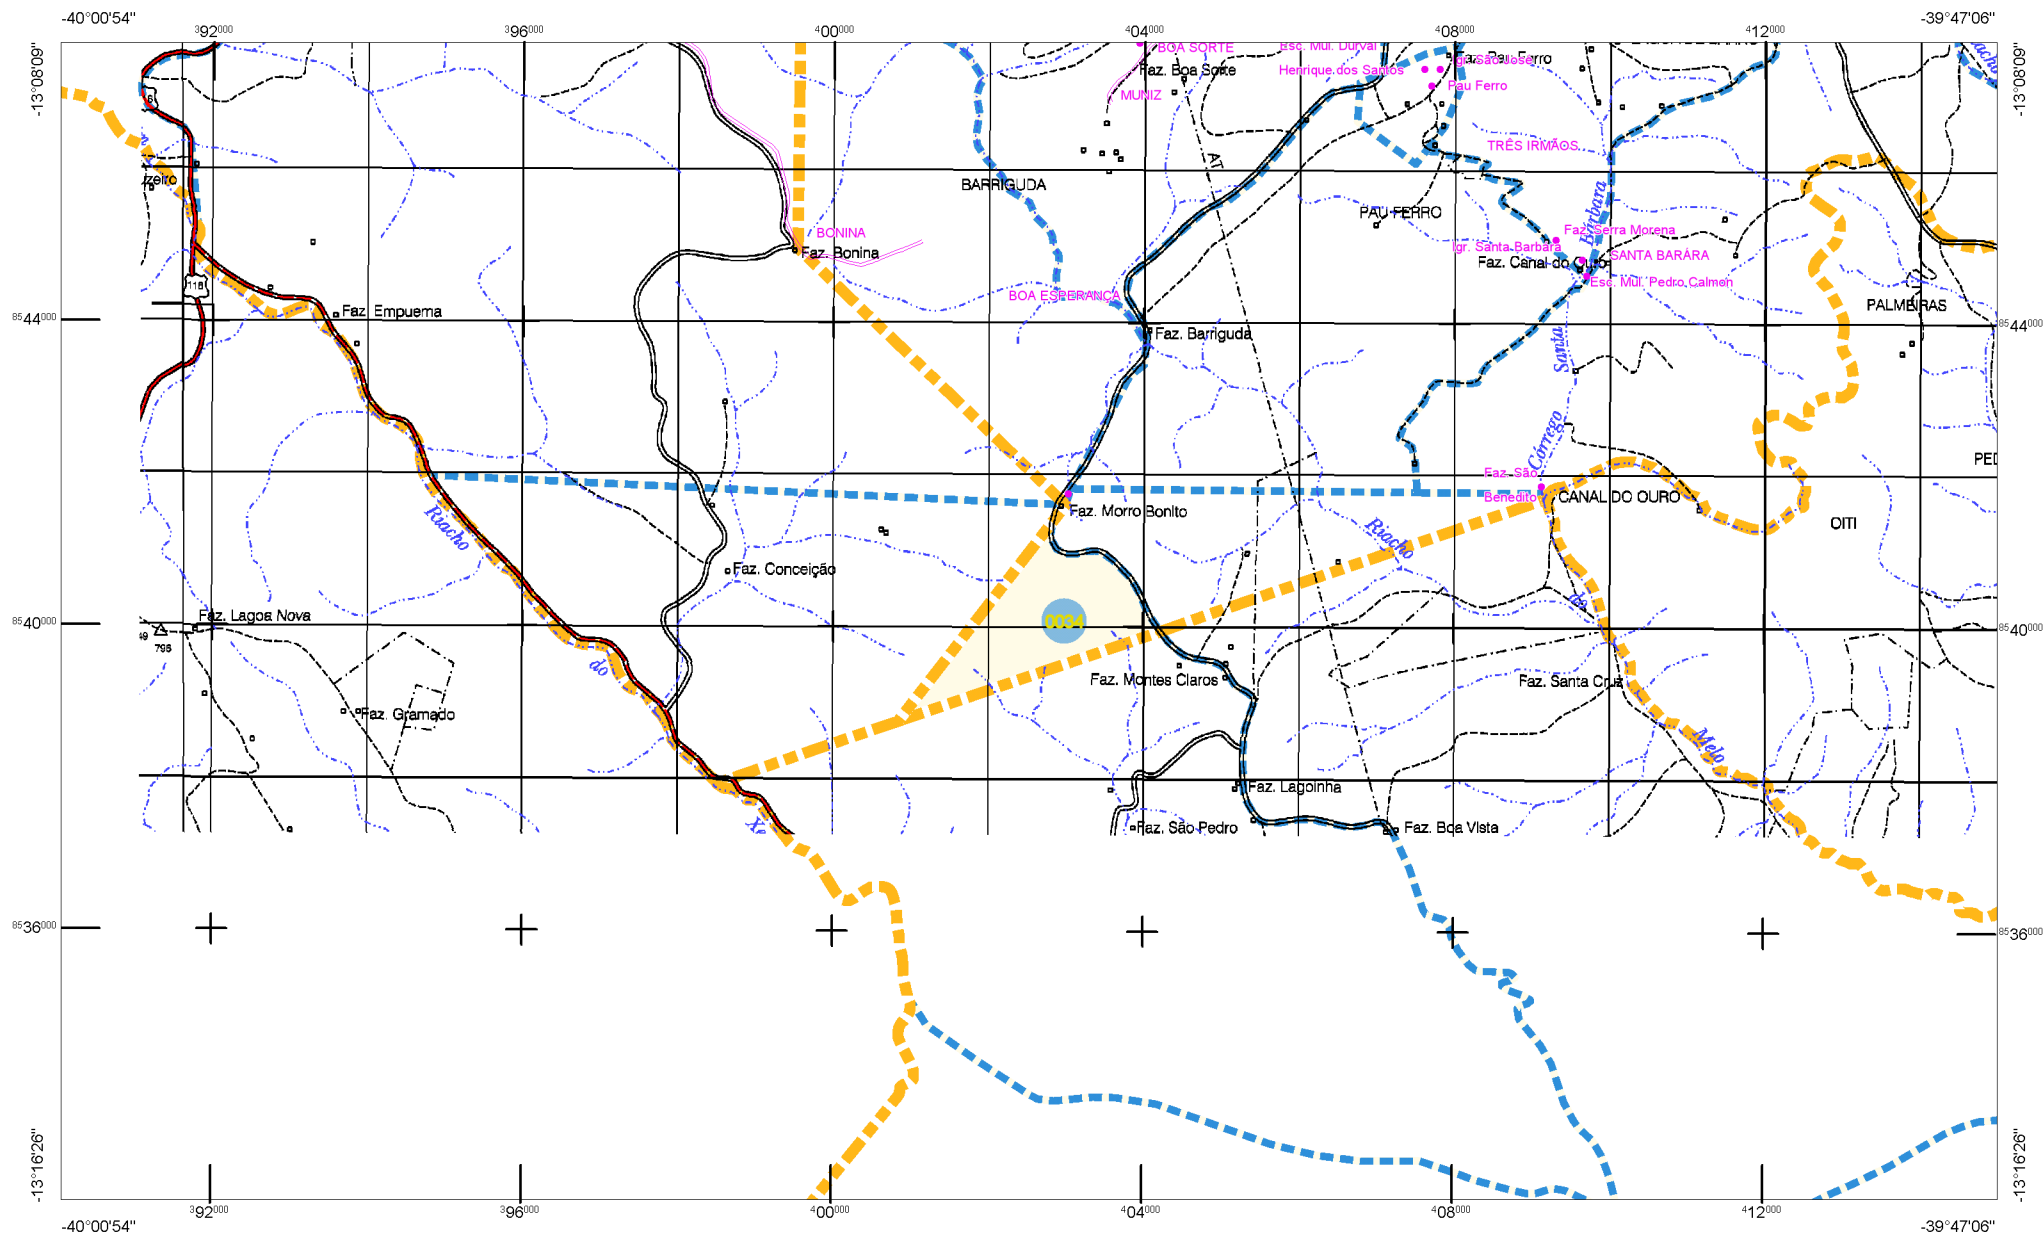 -40°00'54"
-39°47'06"
392000
396000
400000
404000
408000
412000
-13°08'09"
-13°08'09"
BOA SORTE
Faz. Boa Sorte
MUNIZ
Esc. Mul. Durval
Henrique dos Santos
Igr. São José
Faz. Pau Ferro
Pau Ferro
TRÊS IRMÃOS
AT
BARRIGUDA
PAU FERRO
BONINA
Faz. Bonina
Faz. Serra Morena
Igr. Santa Barbara
Faz. Canal do Ouro
SANTA BARÁRA
Esc. Mul. Pedro Calmon
BOA ESPERANÇA
116
Faz. Empuema
PALMEIRAS
8544000
8544000
Faz. Barriguda
Córrego Santa Barbara
Faz. São
Benedito
CANAL DO OURO
OITI
Faz. Morro Bonito
Riacho
Riacho
Faz. Conceição
Faz. Lagoa Nova
8540000
8540000
0034
796
do
do
Faz. Montes Claros
Faz. Santa Cruz
Faz. Gramado
Melo
Faz. Lagoinha
Faz. São Pedro
Faz. Boa Vista
8536000
8536000
-13°16'26"
-13°16'26"
392000
396000
400000
404000
408000
412000
-40°00'54"
-39°47'06"